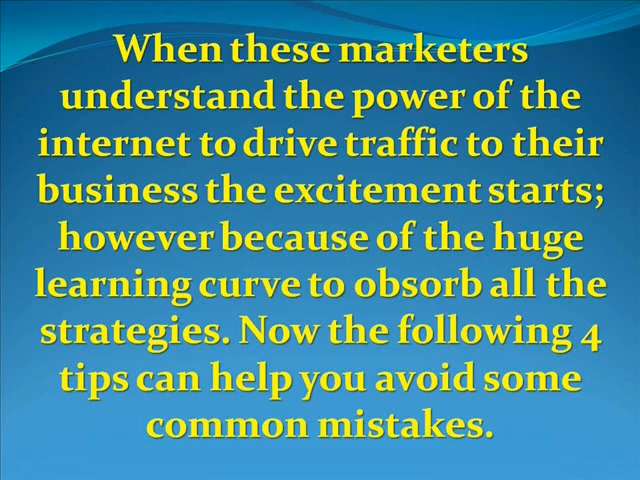 When these marketers
understand the power of the
internet to drive traffic to their
business the excitement starts;
however because of the huge
learning curve to obsorb all the
strategies. Now the following 4
tips can help you avoid some
common mistakes.